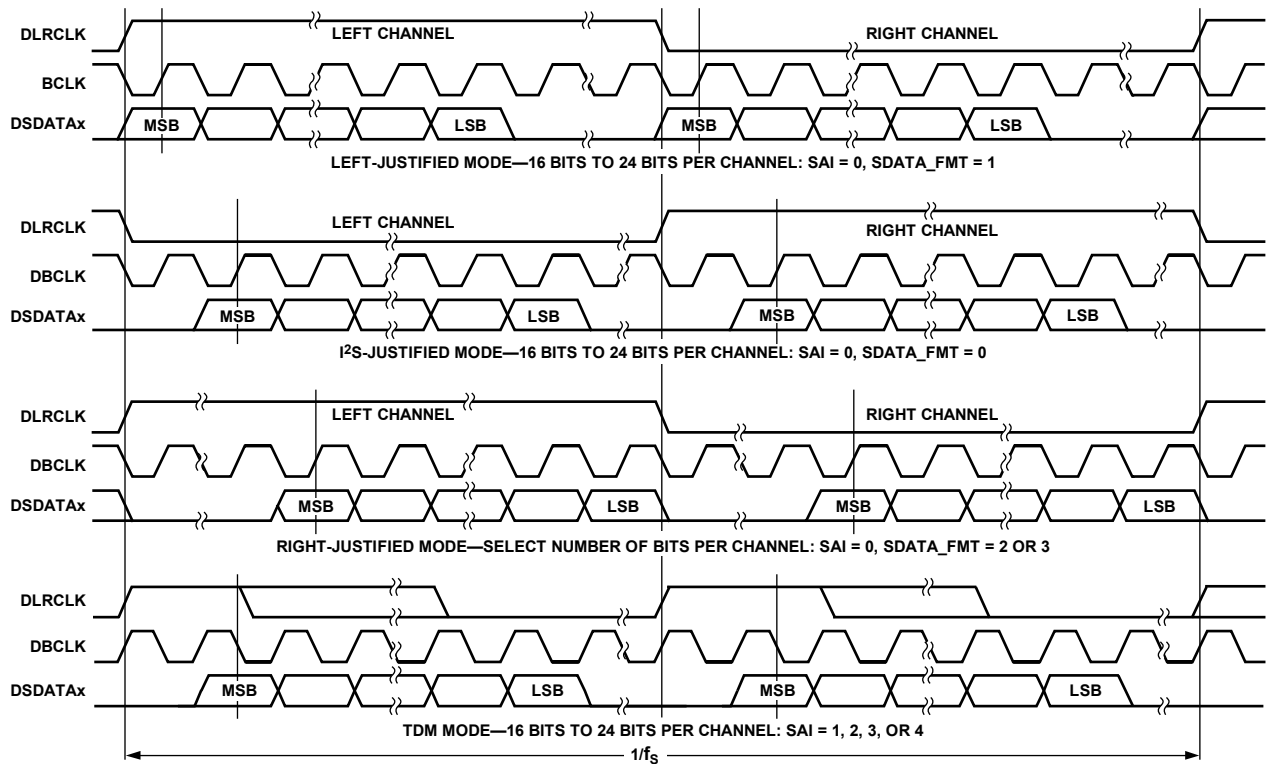 DLRCLK
LEFT CHANNEL
RIGHT CHANNEL
BCLK
DSDATAx
MSB
LSB
MSB
LSB
LEFT-JUSTIFIED MODE—16 BITS TO 24 BITS PER CHANNEL: SAI = 0, SDATA_FMT = 1
DLRCLK
LEFT CHANNEL
RIGHT CHANNEL
DBCLK
DSDATAx
MSB
LSB
MSB
LSB
I²S-JUSTIFIED MODE—16 BITS TO 24 BITS PER CHANNEL: SAI = 0, SDATA_FMT = 0
DLRCLK
LEFT CHANNEL
RIGHT CHANNEL
DBCLK
DSDATAx
MSB
LSB
MSB
LSB
RIGHT-JUSTIFIED MODE—SELECT NUMBER OF BITS PER CHANNEL: SAI = 0, SDATA_FMT = 2 OR 3
DLRCLK
DBCLK
DSDATAx
MSB
LSB
MSB
LSB
TDM MODE—16 BITS TO 24 BITS PER CHANNEL: SAI = 1, 2, 3, OR 4
1/fS